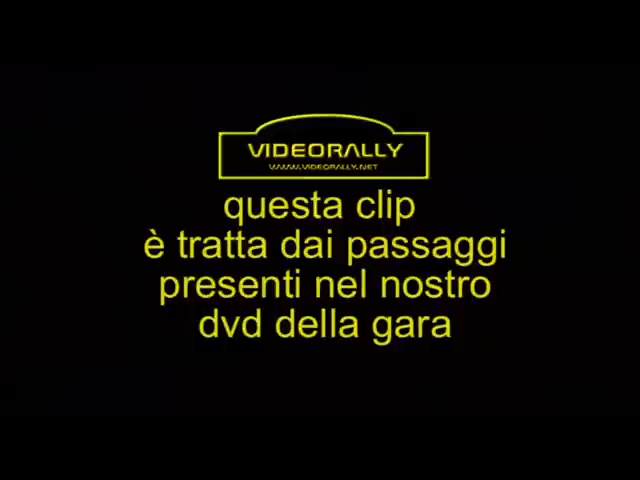 VIDEORALLY
WWW.VIDEORALLY.NET
questa clip
è tratta dai passaggi
presenti nel nostro
dvd della gara